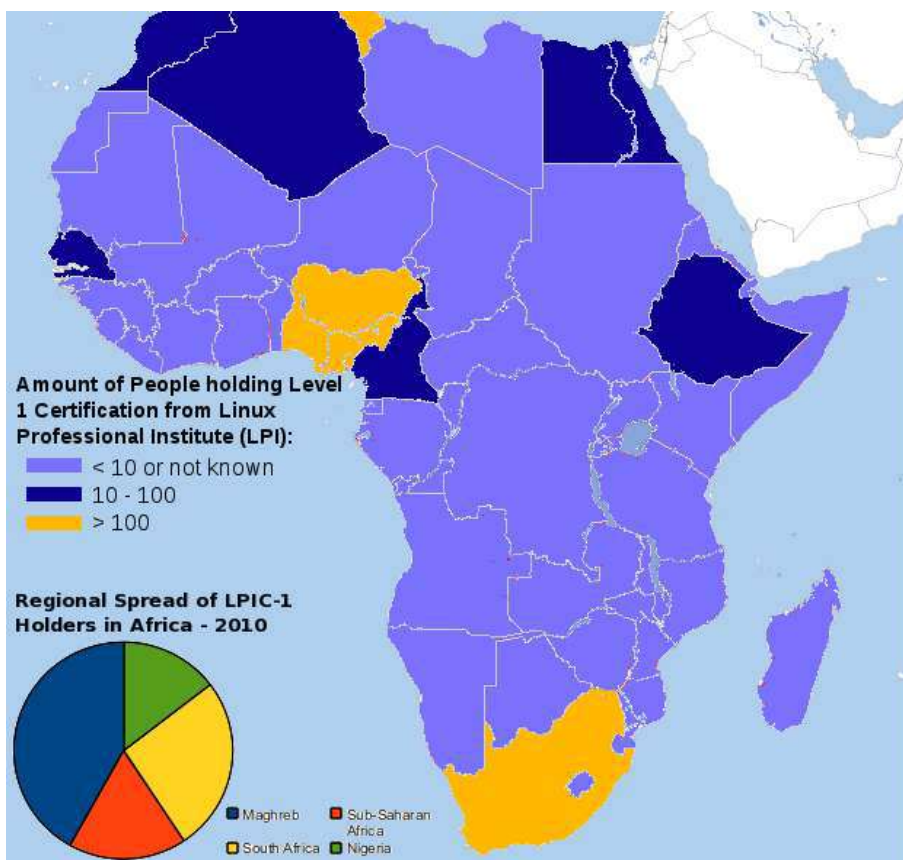 Amount of People holding Level
1 Certification from Linux
Professional Institute (LPI):
< 10 or not known
10 - 100
> 100
Regional Spread of LPIC-1
Holders in Africa - 2010
Maghreb
Sub-Saharan
Africa
South Africa
Nigeria